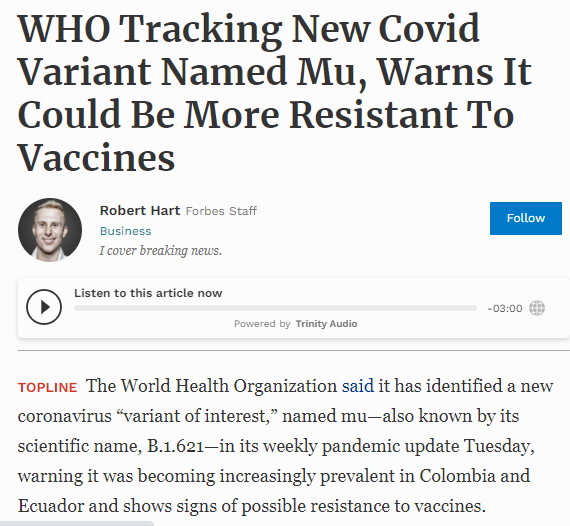 WHO Tracking New Covid
Variant Named Mu, Warns It
Could Be More Resistant To
Vaccines
Robert Hart Forbes Staff
Business
I cover breaking news.
Follow
Listen to this article now
-03:00
Powered by Trinity Audio
TOPLINE The World Health Organization said it has identified a new
coronavirus “variant of interest,” named mu—also known by its
scientific name, B.1.621—in its weekly pandemic update Tuesday,
warning it was becoming increasingly prevalent in Colombia and
Ecuador and shows signs of possible resistance to vaccines.